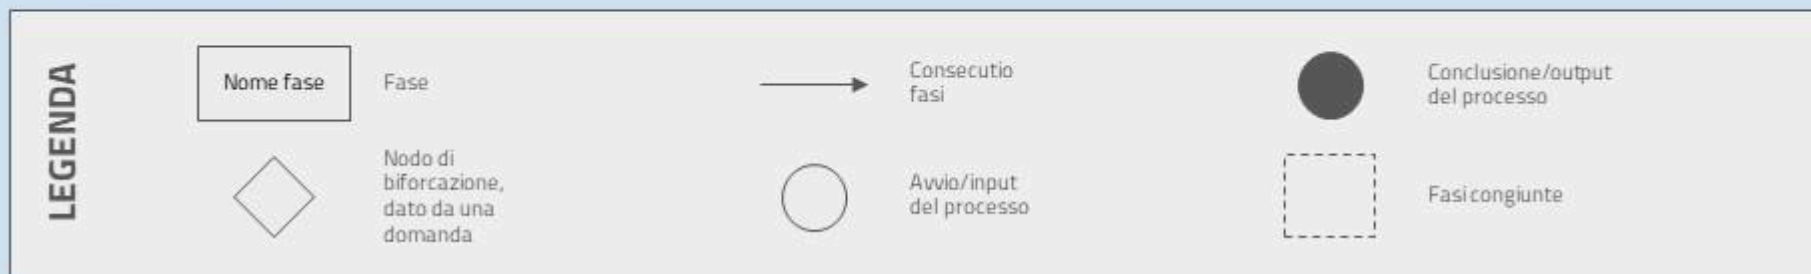 LEGENDA
Nome fase
Fase
Consecutio
fasi
Conclusione/output
del processo
Nodo di
biforcazione,
dato da una
domanda
Avvio/input
del processo
Fasi congiunte